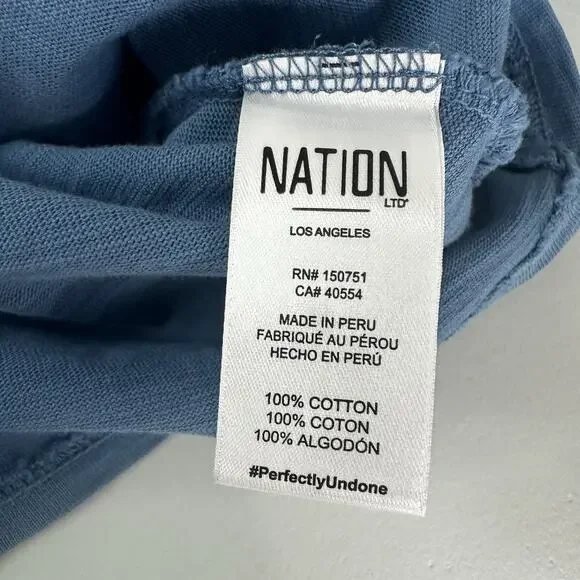 NATION
LTD
LOS ANGELES
RN# 150751
CA# 40554
MADE IN PERU
FABRIQUÉ AU PÉROU
HECHO EN PERÚ
100% COTTON
100% COTON
100% ALGODÓN
#PerfectlyUndone